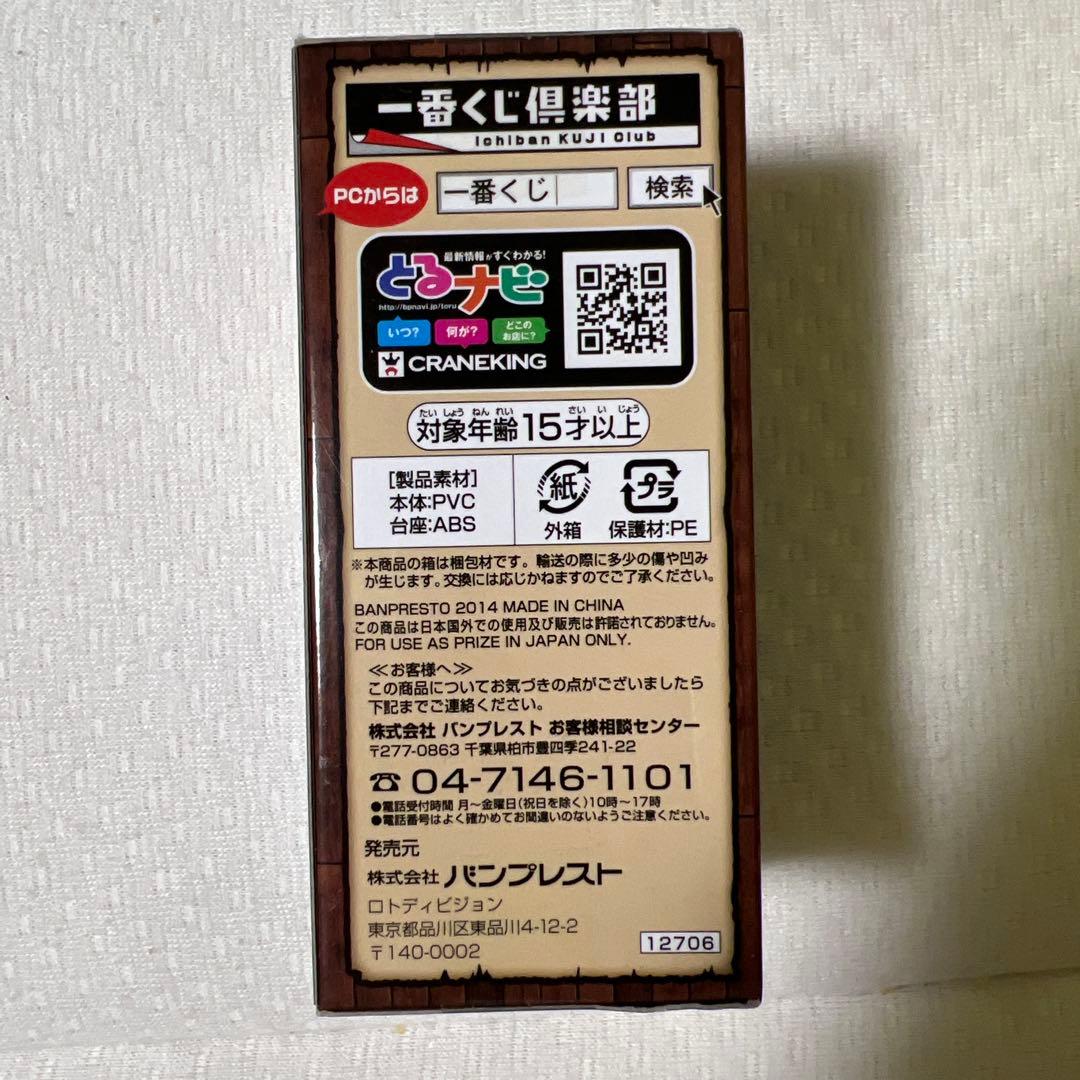 一番くじ倶楽部
Ichiban KUJI Club
PCからは 一番くじ 検索
最新情報がすぐわかる!
とるナビ
http://bpnavi.jp/toru
いつ? 何が? どこのお店に?
CRANEKING
たいしょうねんれい さいいじょう
対象年齢15才以上
[製品素材]
本体:PVC
台座:ABS
紙 プラ
外箱 保護材:PE
※本商品の箱は梱包材です。輸送の際に多少の傷や凹み
が生じます。交換には応じかねますのでご了承ください。
BANPRESTO 2014 MADE IN CHINA
この商品は日本国外での使用及び販売は許諾されておりません。
FOR USE AS PRIZE IN JAPAN ONLY.
≪お客様へ≫
この商品についてお気づきの点がございましたら
下記までご連絡ください。
株式会社 バンプレスト お客様相談センター
〒277-0863 千葉県柏市豊四季241-22
☎ 04-7146-1101
●電話受付時間 月〜金曜日(祝日を除く)10時〜17時
●電話番号はよく確かめてお間違いのないようご注意ください。
発売元
株式会社 バンプレスト
ロトディビジョン
東京都品川区東品川4-12-2
〒140-0002
12706